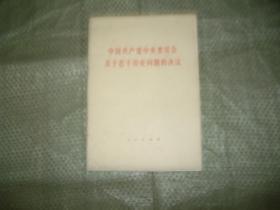 中国共产党中央委员会
关于若干历史问题的决议
人民出版社